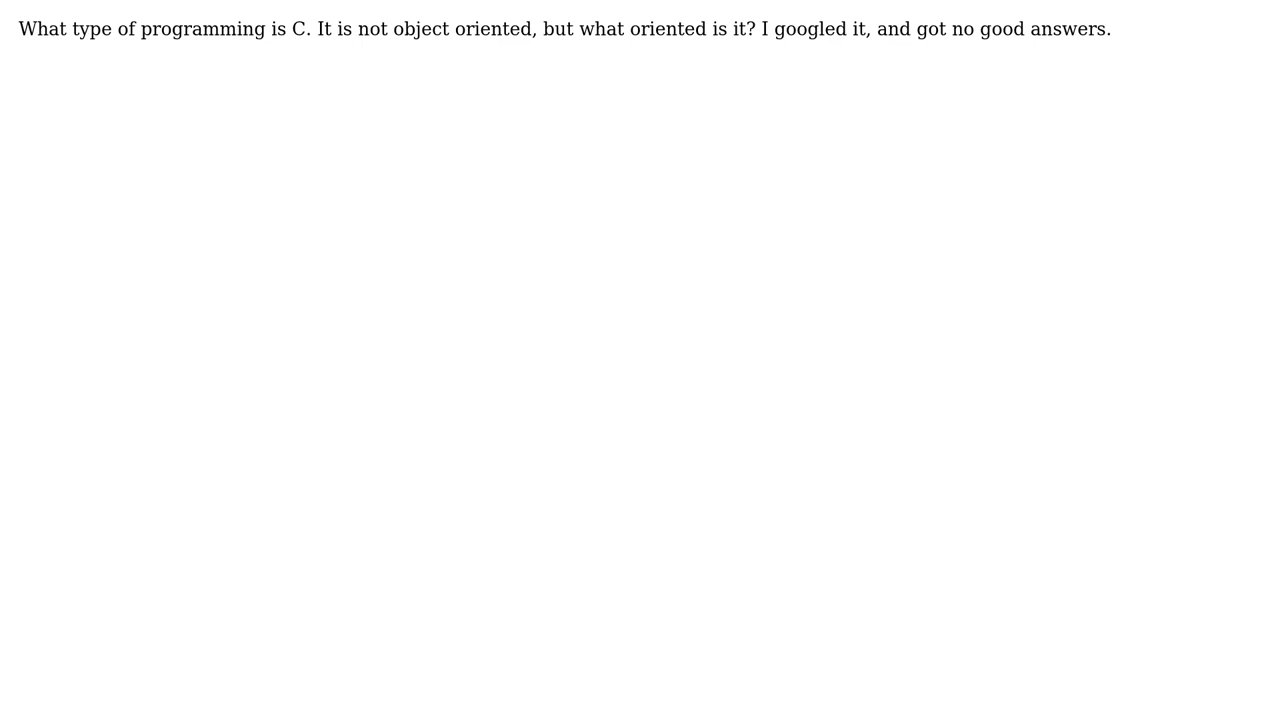 What type of programming is C. It is not object oriented, but what oriented is it? I googled it, and got no good answers.